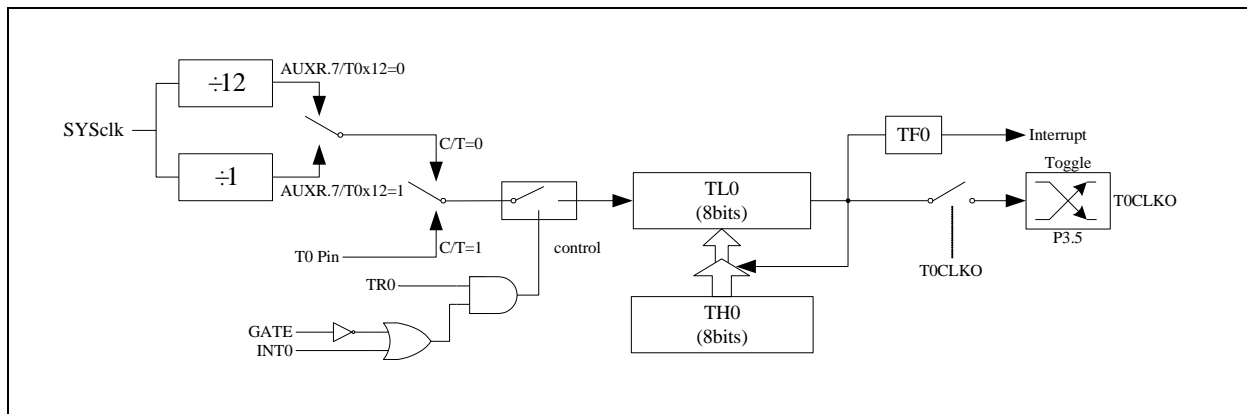 ÷12
AUXR.7/T0x12=0
SYSclk
÷1
AUXR.7/T0x12=1
C/T=0
C/T=1
T0 Pin
control
TR0
GATE
INT0
TL0
(8bits)
TH0
(8bits)
TF0
Interrupt
Toggle
T0CLKO
P3.5
T0CLKO